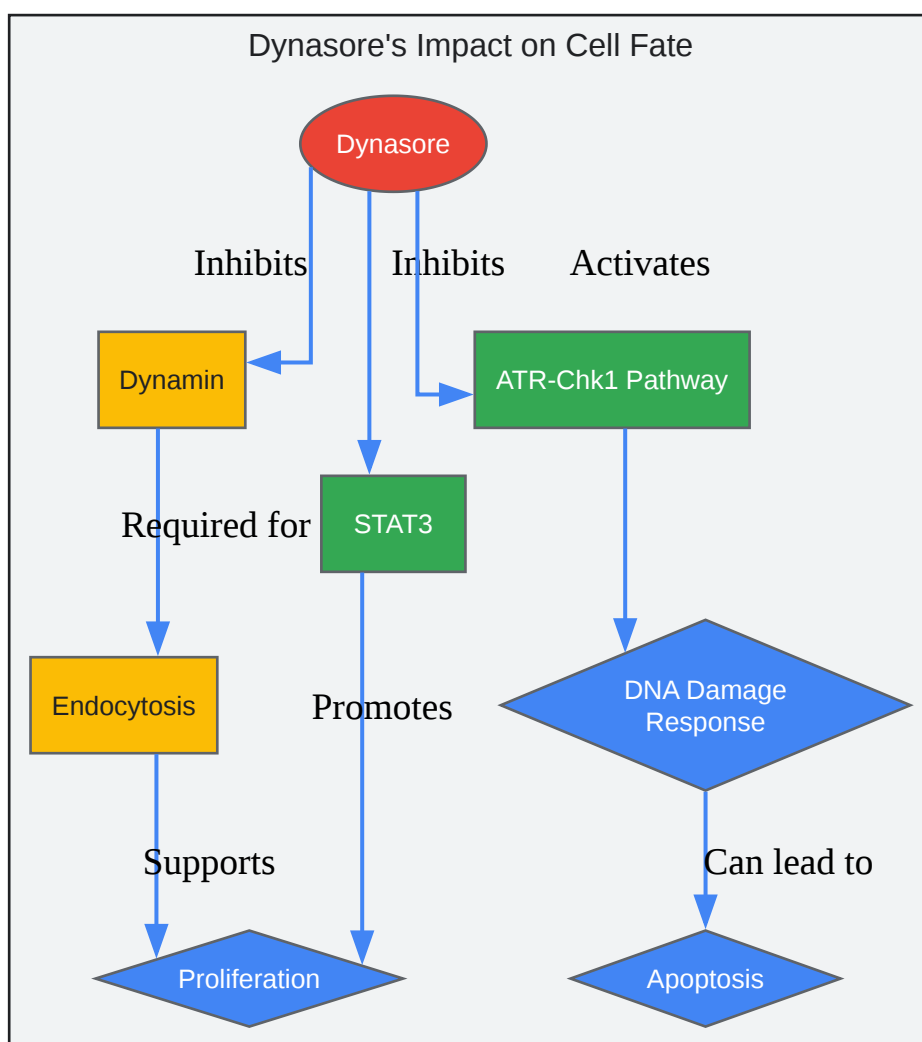 Dynasore's Impact on Cell Fate
Dynasore
Inhibits
Inhibits
Activates
Dynamin
ATR-Chk1 Pathway
Required for
STAT3
Endocytosis
Promotes
DNA Damage
Response
Supports
Can lead to
Proliferation
Apoptosis